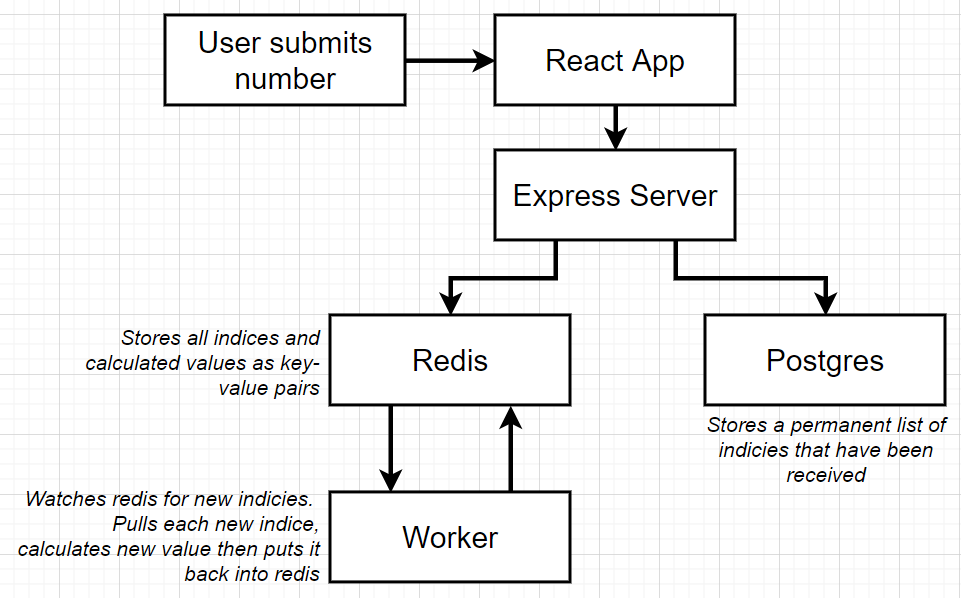 User submits
number
React App
Express Server
Stores all indices and
calculated values as key-
value pairs
Redis
Postgres
Stores a permanent list of
indicies that have been
received
Watches redis for new indicies.
Pulls each new indice,
calculates new value then puts it
back into redis
Worker